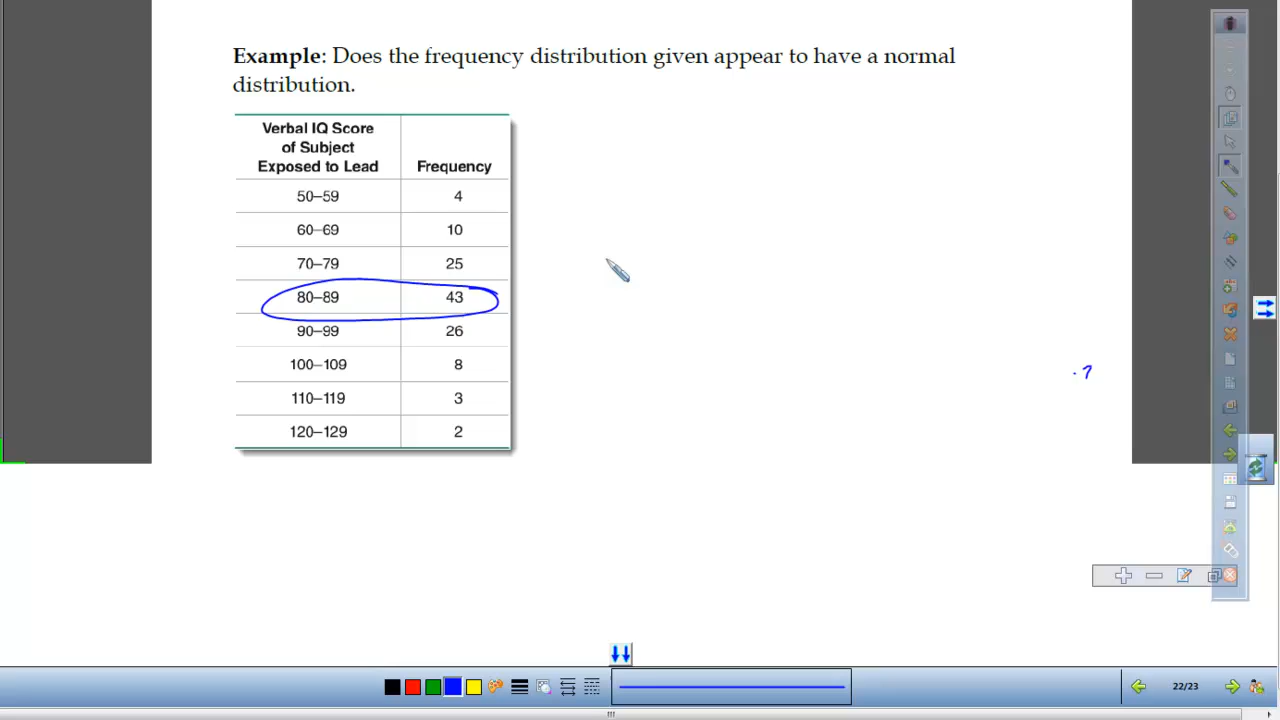 Example: Does the frequency distribution given appear to have a normal
distribution.
Verbal IQ Score
of Subject
Exposed to Lead Frequency
50–59 4
60–69 10
70–79 25
80–89 43
90–99 26
100–109 8
110–119 3
120–129 2
22/23